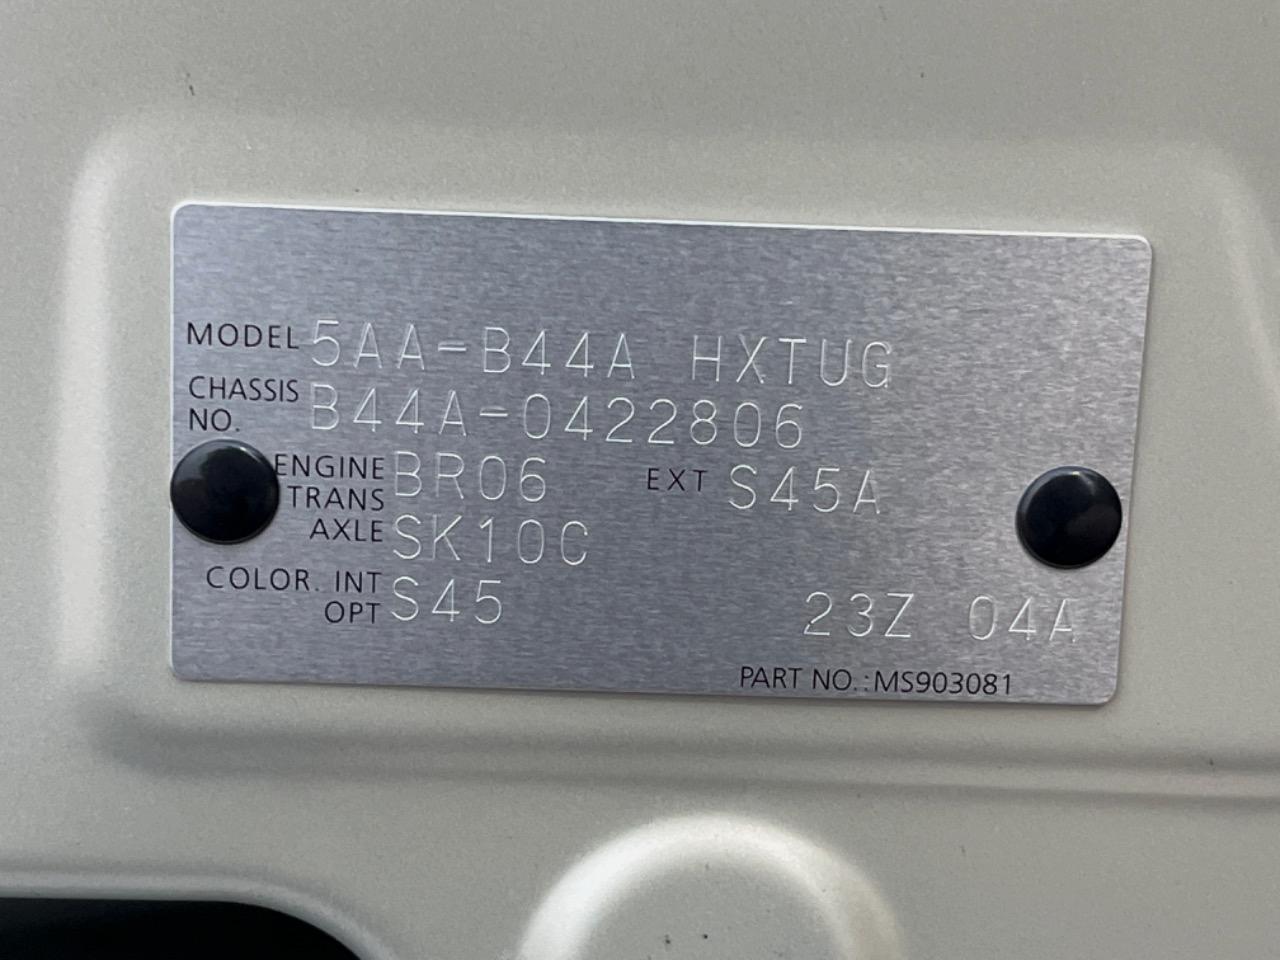 MODEL 5AA-B44A HXTUG
CHASSIS NO. B44A-0422806
ENGINE BR06 EXT S45A
TRANS AXLE SK10C
COLOR. INT OPT S45 23Z 04A
PART NO.:MS903081